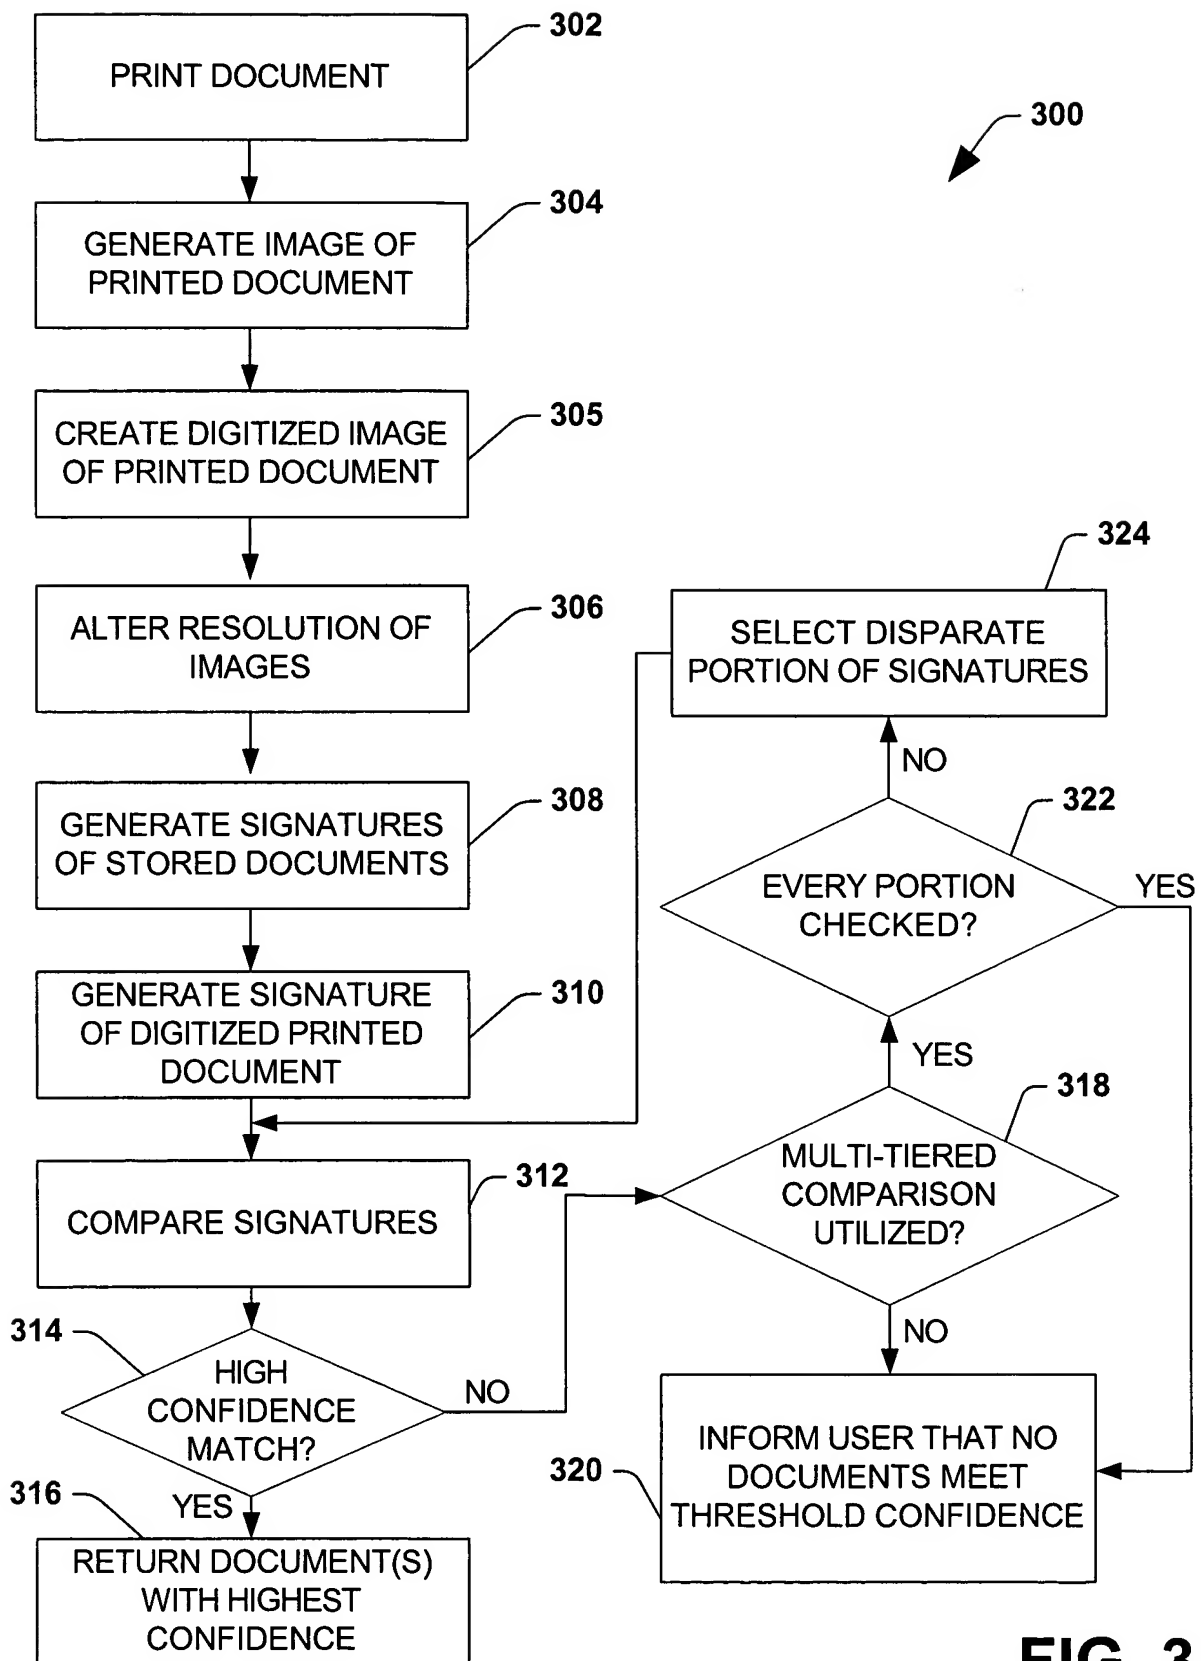 302
PRINT DOCUMENT
300
304
GENERATE IMAGE OF
PRINTED DOCUMENT
305
CREATE DIGITIZED IMAGE
OF PRINTED DOCUMENT
306
ALTER RESOLUTION OF
IMAGES
308
GENERATE SIGNATURES
OF STORED DOCUMENTS
310
GENERATE SIGNATURE
OF DIGITIZED PRINTED
DOCUMENT
312
COMPARE SIGNATURES
314
HIGH
CONFIDENCE
MATCH?
NO
YES
316
RETURN DOCUMENT(S)
WITH HIGHEST
CONFIDENCE
324
SELECT DISPARATE
PORTION OF SIGNATURES
NO
322
EVERY PORTION
CHECKED?
YES
YES
318
MULTI-TIERED
COMPARISON
UTILIZED?
NO
320
INFORM USER THAT NO
DOCUMENTS MEET
THRESHOLD CONFIDENCE
FIG. 3